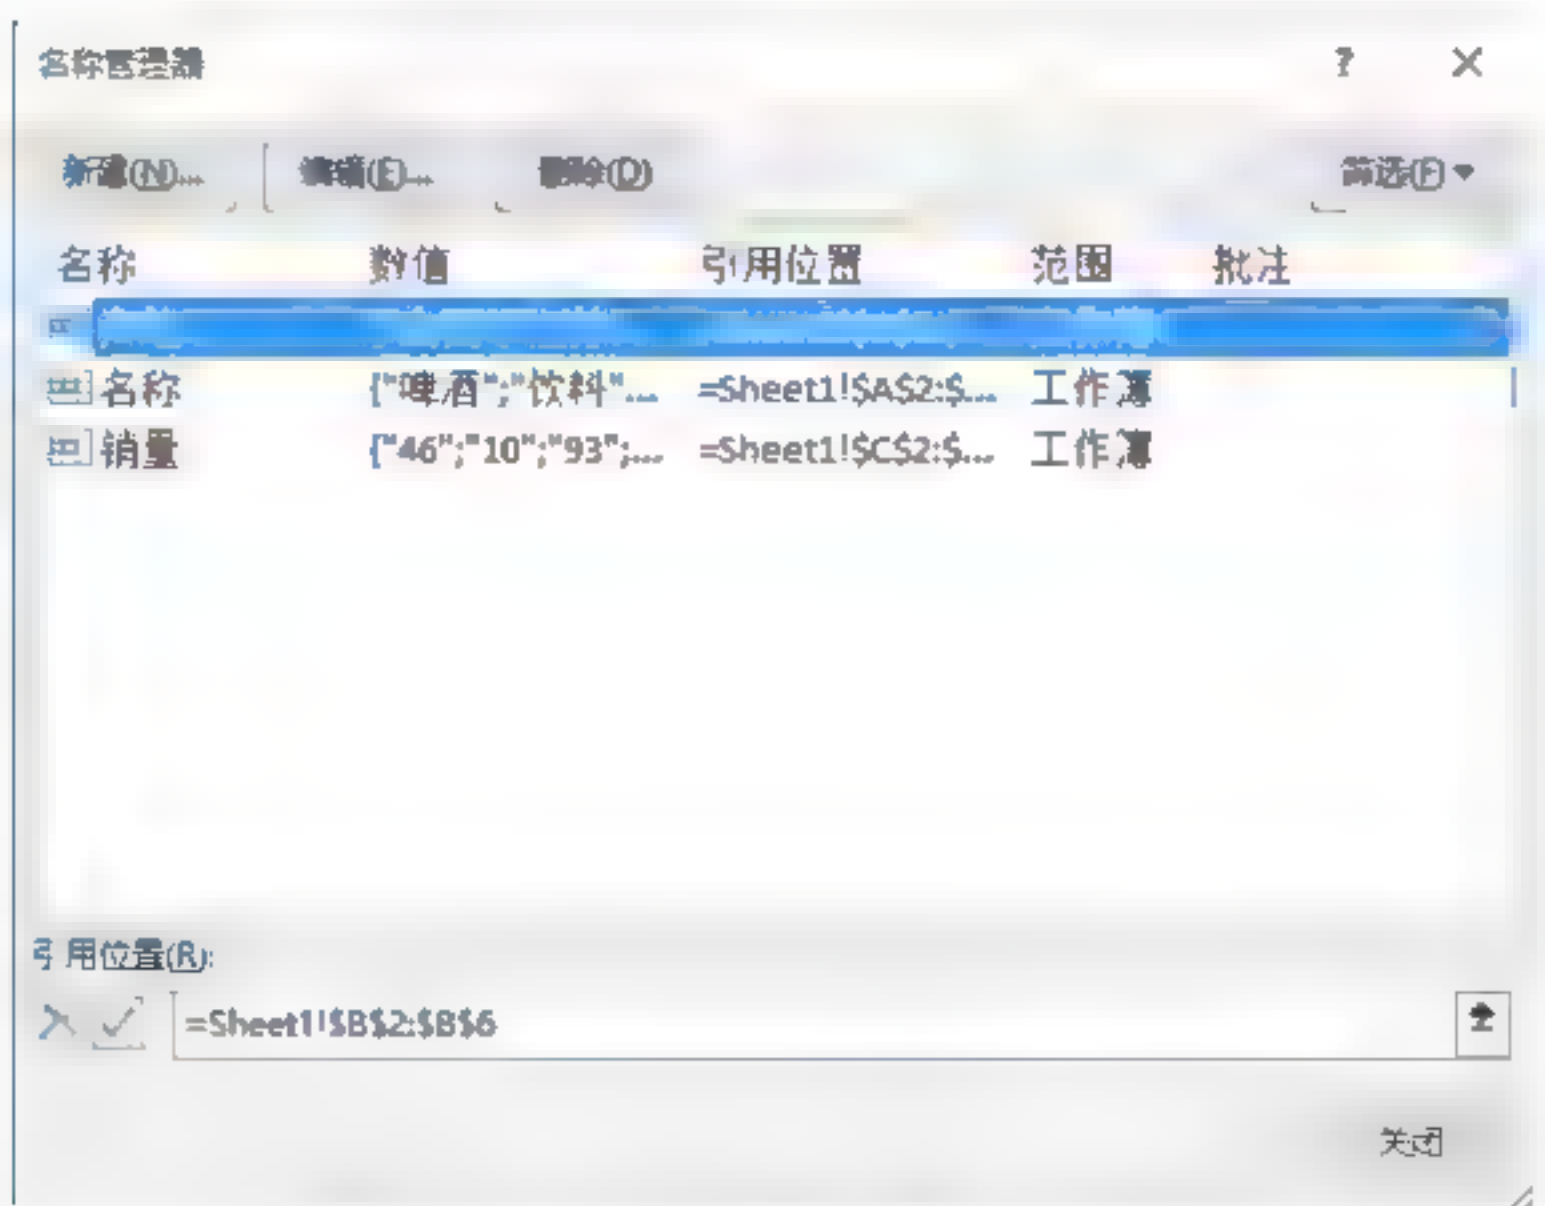 名称管理器 ?
新建(N)... 编辑(E)... 删除(D) 筛选(F)
名称 数值 引用位置 范围 批注
名称 {"啤酒";"饮料"... =Sheet1!$A$2:$... 工作簿
销量 {"46";"10";"93";... =Sheet1!$C$2:$... 工作簿
引用位置(R):
=Sheet1!$B$2:$B$6
关闭